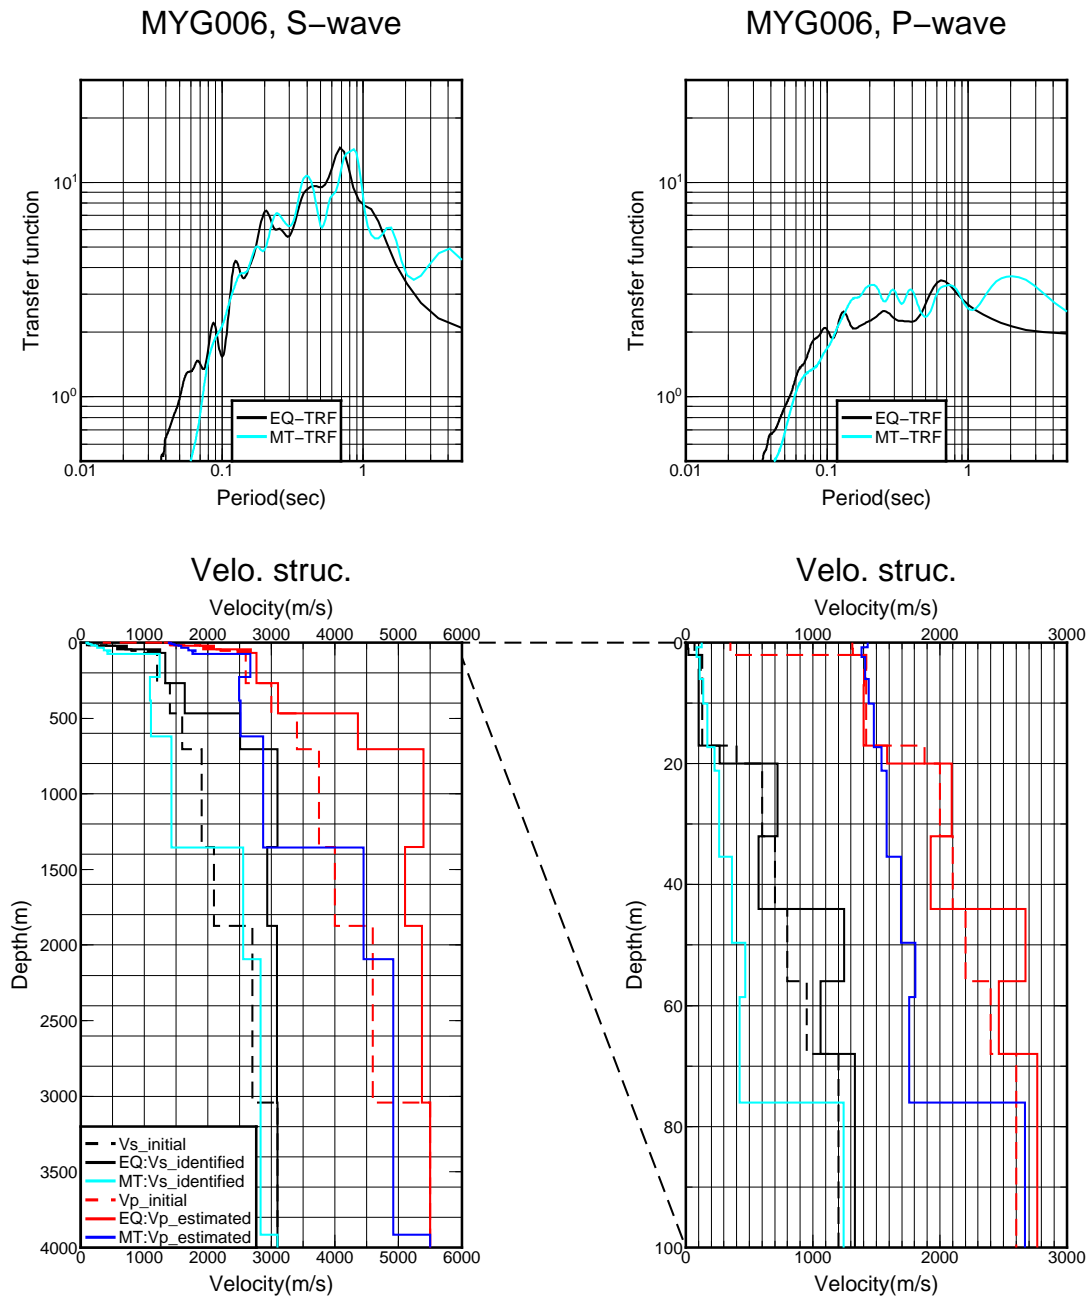 MYG006, S−wave
MYG006, P−wave
Transfer function
10⁰
10¹
0.01 0.1 1
Period(sec)
EQ−TRF
MT−TRF
Transfer function
10⁰
10¹
0.01 0.1 1
Period(sec)
EQ−TRF
MT−TRF
Velo. struc.
Velocity(m/s)
0 1000 2000 3000 4000 5000 6000
Depth(m)
0
500
1000
1500
2000
2500
3000
3500
4000
Vs_initial
EQ:Vs_identified
MT:Vs_identified
Vp_initial
EQ:Vp_estimated
MT:Vp_estimated
0 1000 2000 3000 4000 5000 6000
Velocity(m/s)
Velo. struc.
Velocity(m/s)
0 1000 2000 3000
Depth(m)
0
20
40
60
80
100
0 1000 2000 3000
Velocity(m/s)